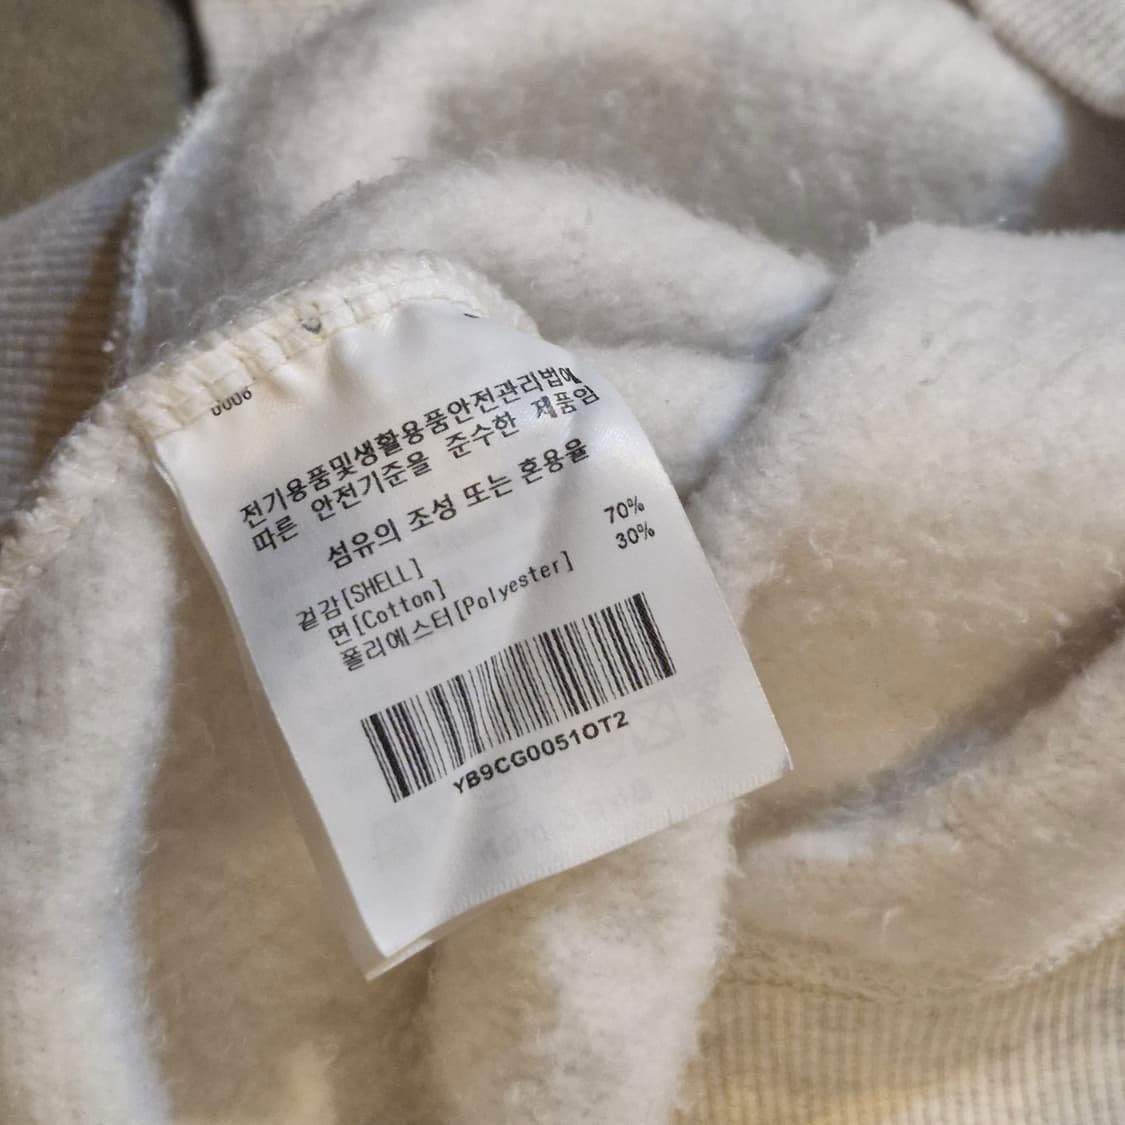 0006
전기용품및생활용품안전관리법에
따른 안전기준을 준수한 제품임
섬유의 조성 또는 혼용율
겉감[SHELL]
면[Cotton] 70%
폴리에스터[Polyester] 30%
YB9CG0051OT2